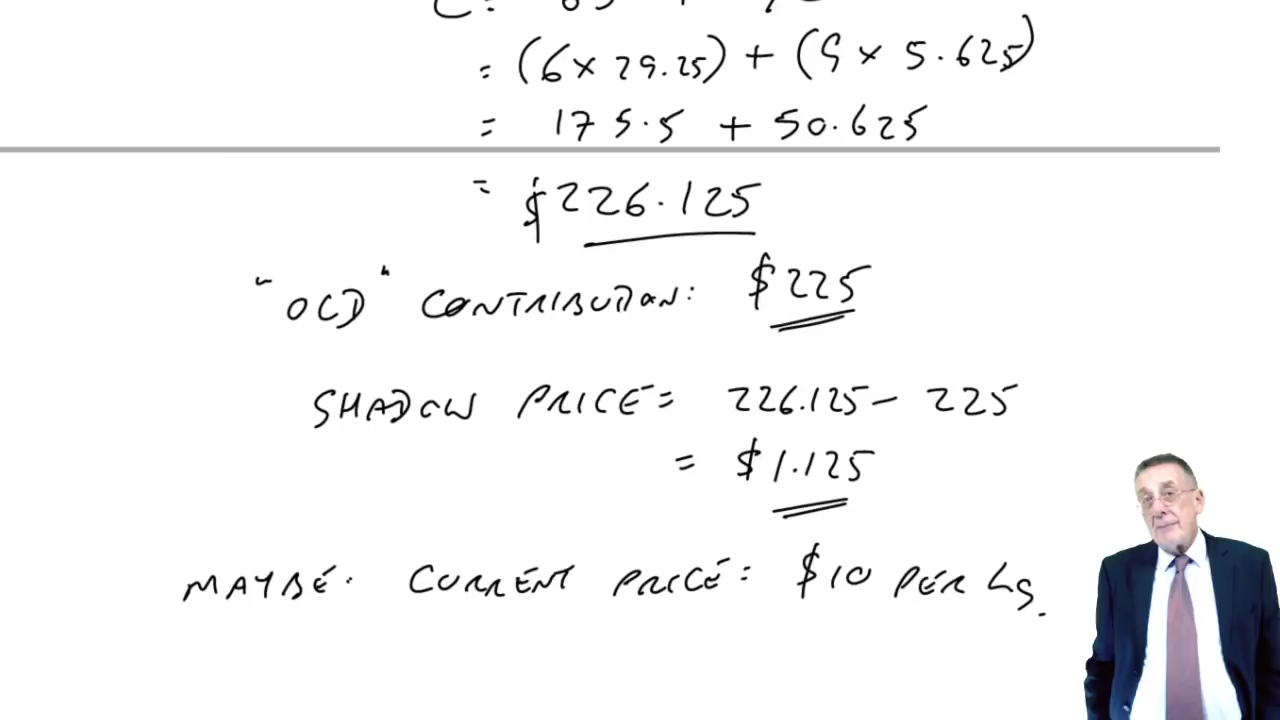 = (6 x 29.25) + (9 x 5.625)
= 175.5 + 50.625
= $226.125
"OLD" CONTRIBUTION: $225
SHADOW PRICE = 226.125 - 225
= $1.125
MAYBE. CURRENT PRICE: $10 PER kg.